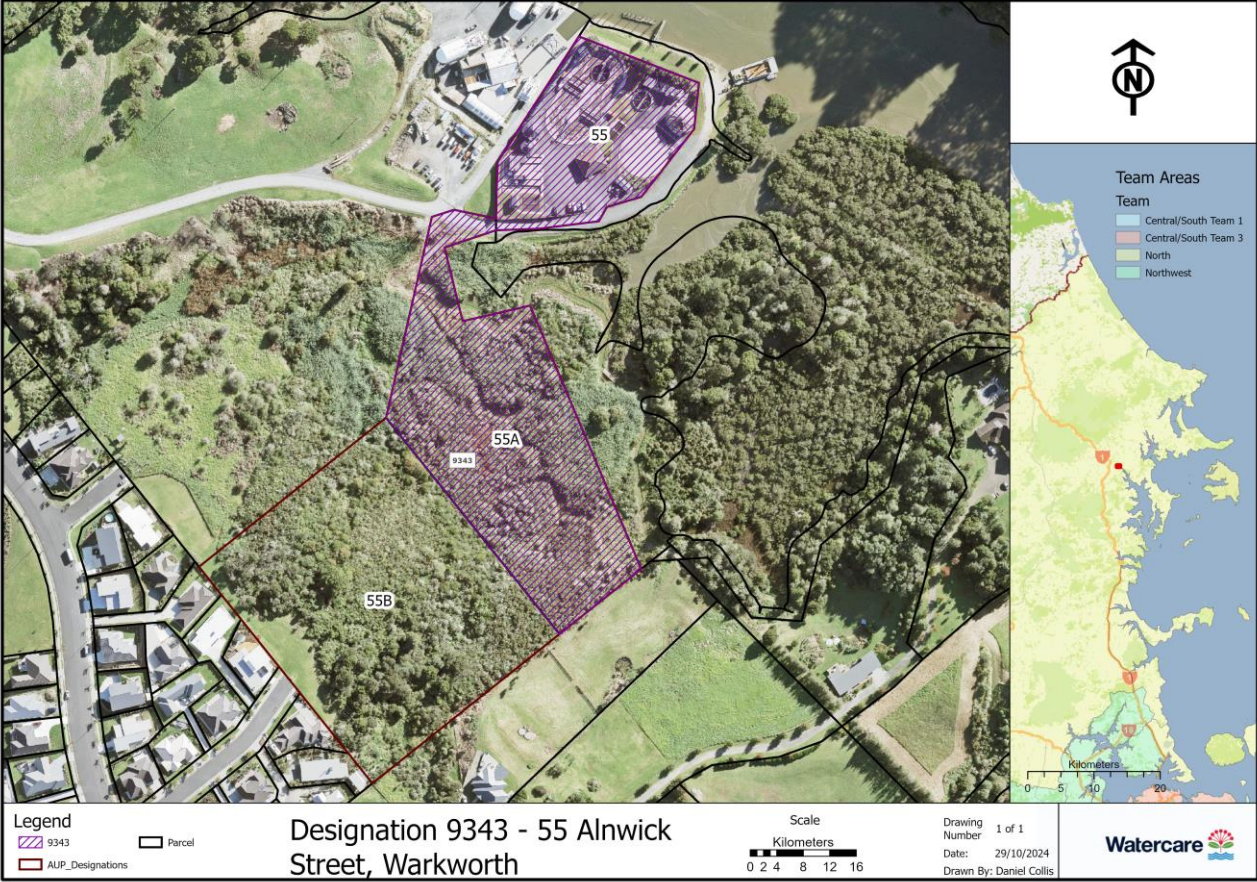 55
55A
9343
55B
N
Team Areas
Team
Central/South Team 1
Central/South Team 3
North
Northwest
1
1
Kilometers
0 5 10 20
Legend
9343
Parcel
AUP_Designations
Designation 9343 - 55 Alnwick
Street, Warkworth
Scale
Kilometers
0 2 4 8 12 16
Drawing
Number 1 of 1
Date: 29/10/2024
Drawn By: Daniel Collis
Watercare